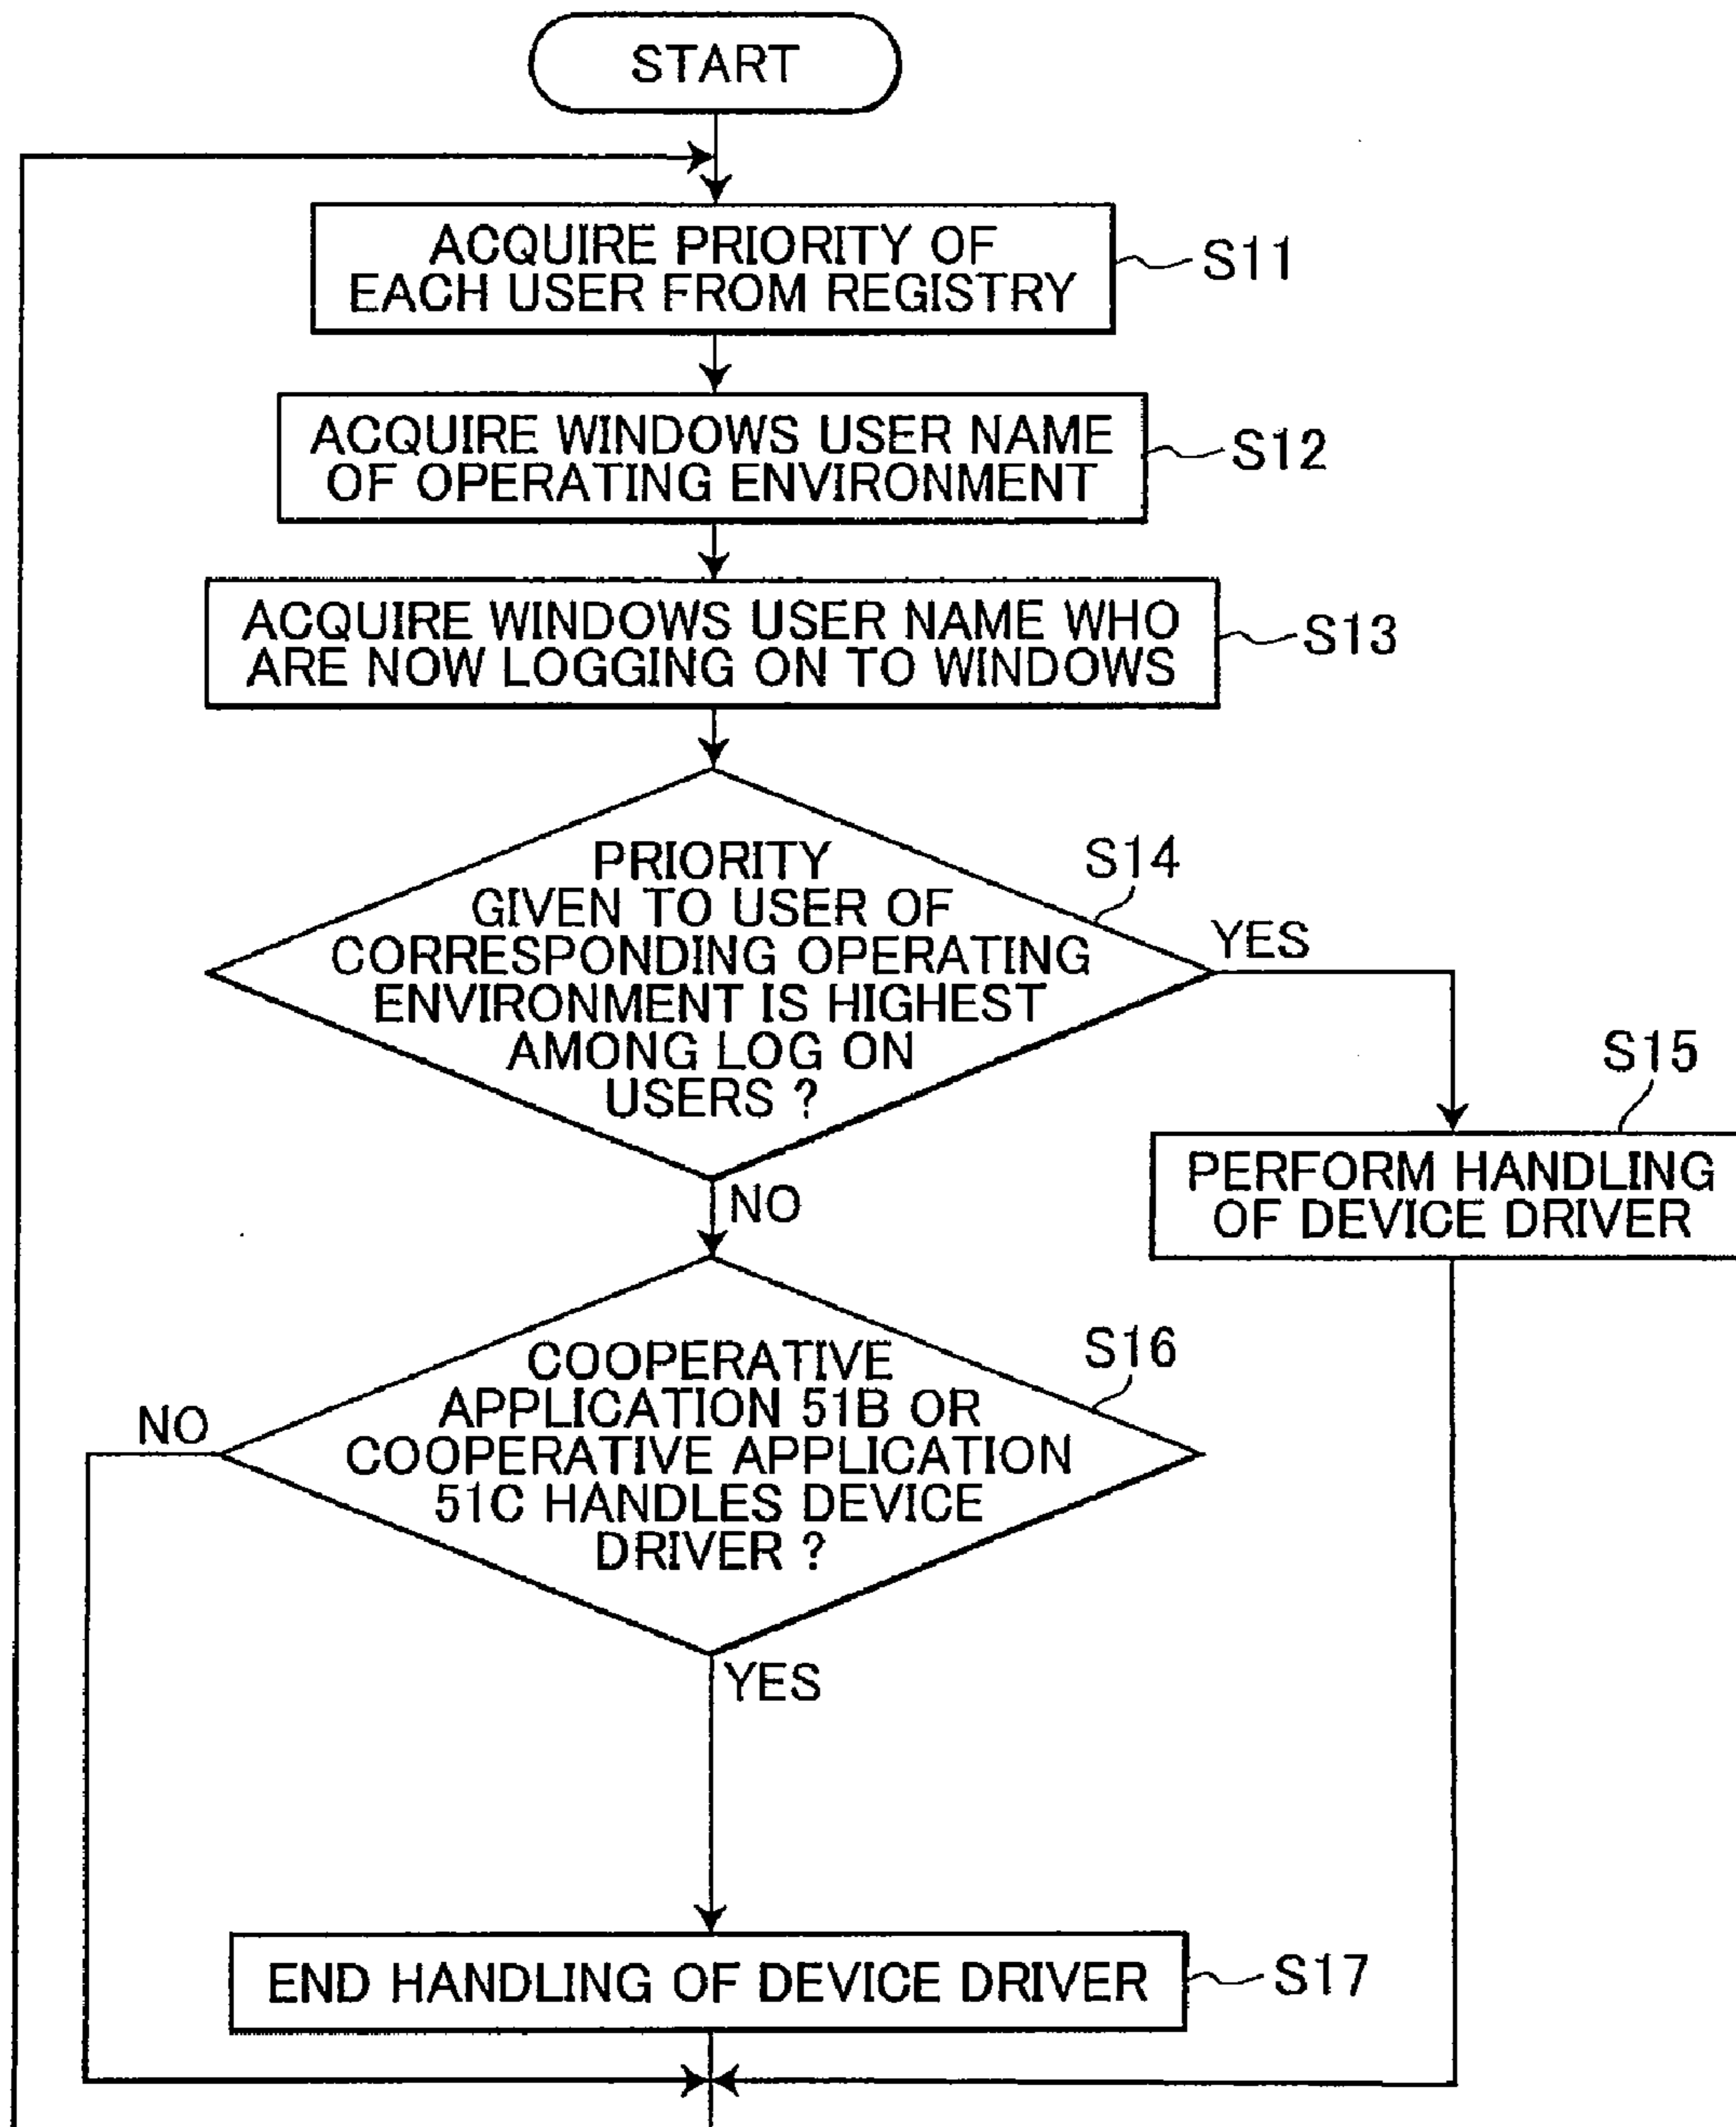 START
ACQUIRE PRIORITY OF
EACH USER FROM REGISTRY
S11
ACQUIRE WINDOWS USER NAME
OF OPERATING ENVIRONMENT
S12
ACQUIRE WINDOWS USER NAME WHO
ARE NOW LOGGING ON TO WINDOWS
S13
PRIORITY
GIVEN TO USER OF
CORRESPONDING OPERATING
ENVIRONMENT IS HIGHEST
AMONG LOG ON
USERS ?
S14
YES
NO
S15
PERFORM HANDLING
OF DEVICE DRIVER
COOPERATIVE
APPLICATION 51B OR
COOPERATIVE APPLICATION
51C HANDLES DEVICE
DRIVER ?
S16
NO
YES
END HANDLING OF DEVICE DRIVER
S17